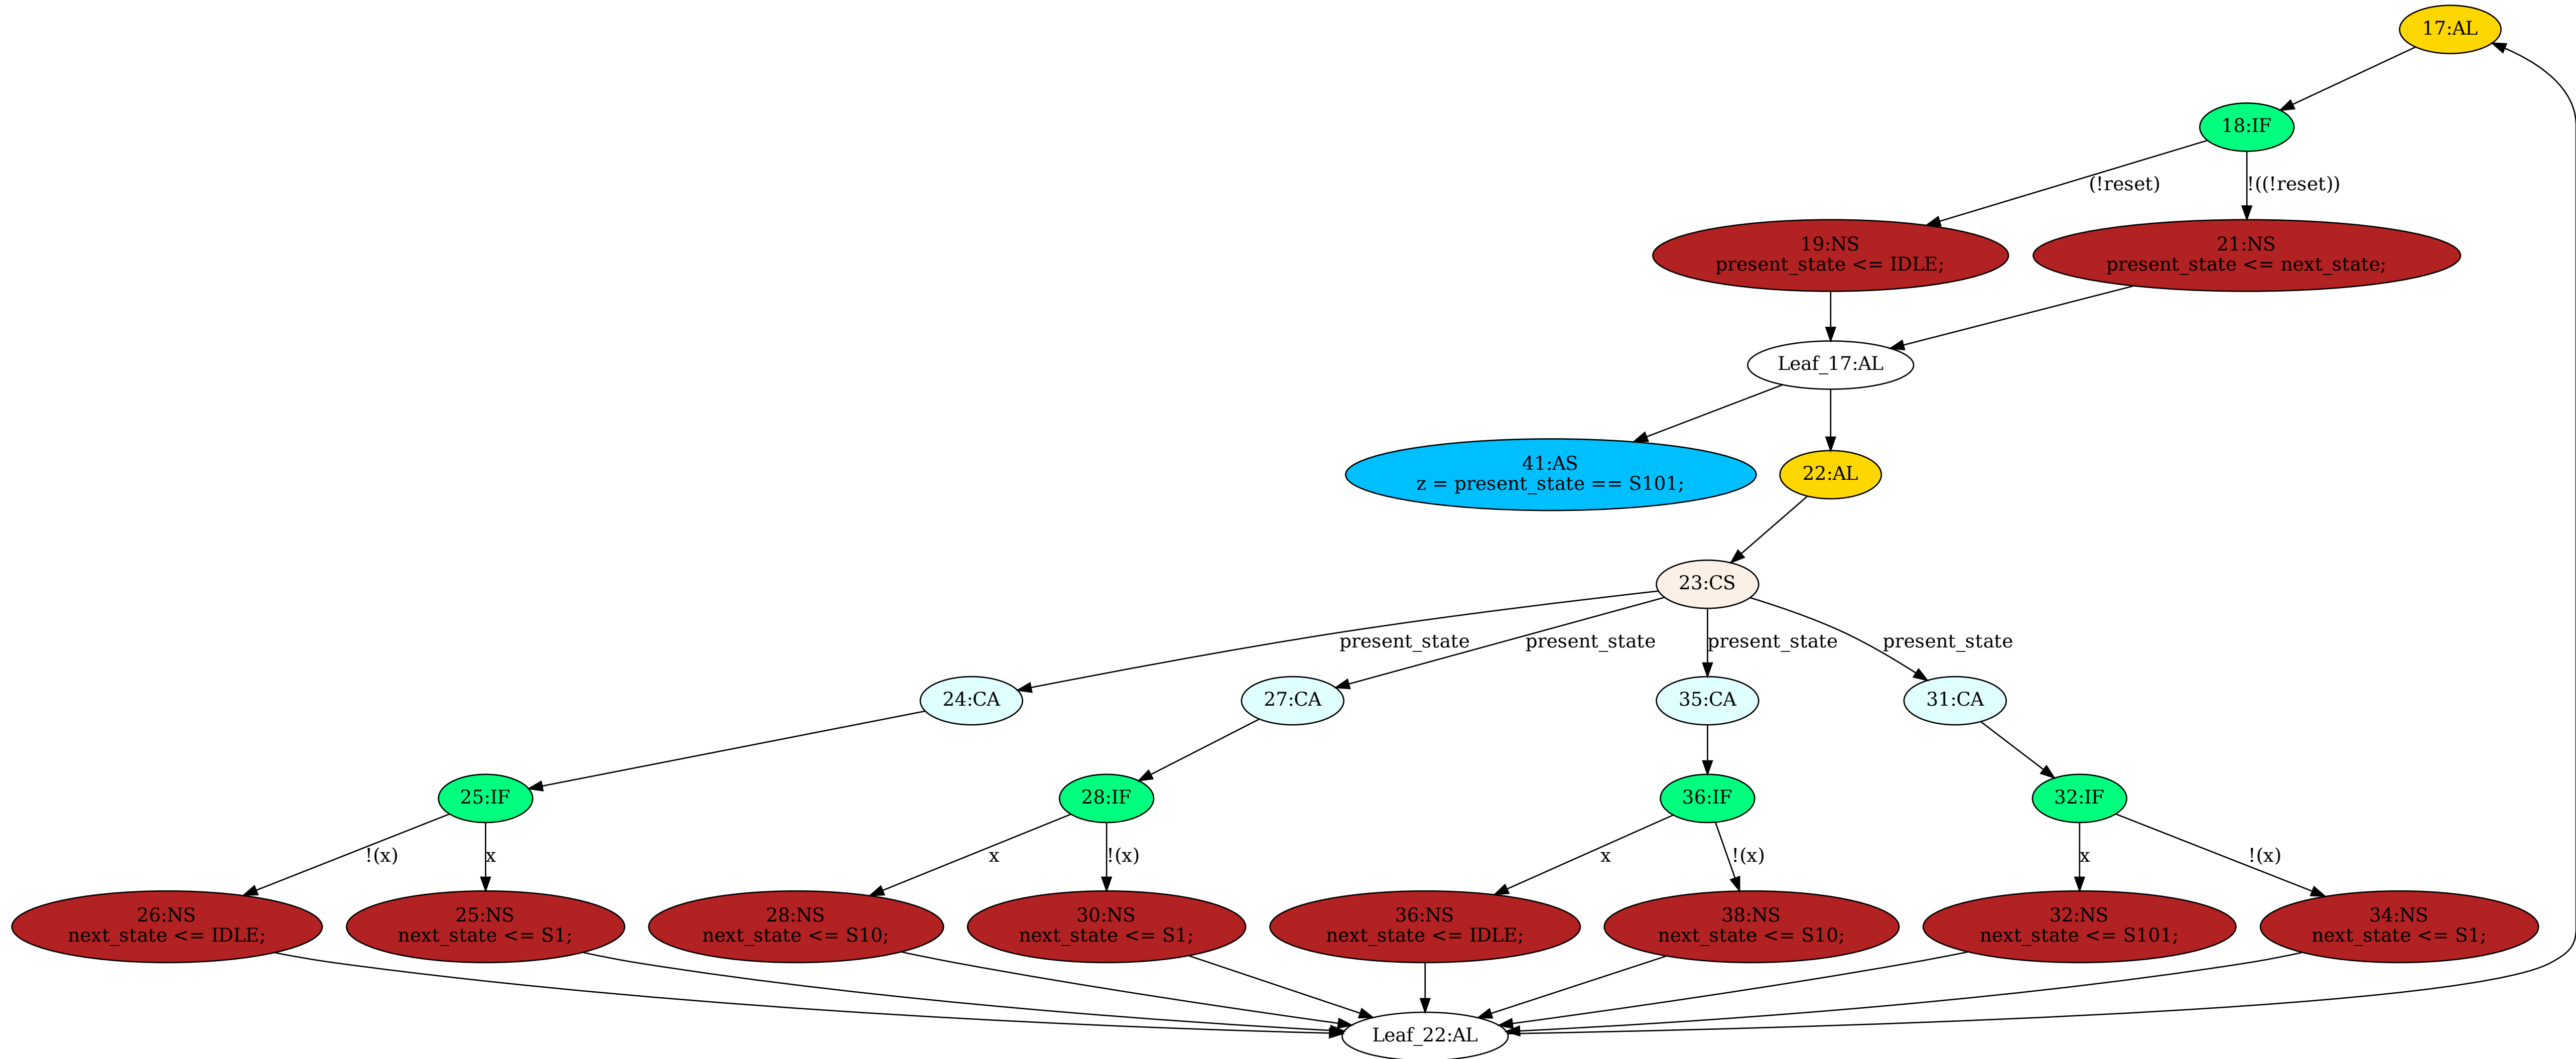 17:AL
18:IF
(!reset)
!((!reset))
19:NS
present_state <= IDLE;
21:NS
present_state <= next_state;
Leaf_17:AL
41:AS
z = present_state == S101;
22:AL
23:CS
present_state
present_state
present_state
present_state
24:CA
27:CA
35:CA
31:CA
25:IF
28:IF
36:IF
32:IF
!(x)
x
x
!(x)
x
!(x)
x
!(x)
26:NS
next_state <= IDLE;
25:NS
next_state <= S1;
28:NS
next_state <= S10;
30:NS
next_state <= S1;
36:NS
next_state <= IDLE;
38:NS
next_state <= S10;
32:NS
next_state <= S101;
34:NS
next_state <= S1;
Leaf_22:AL